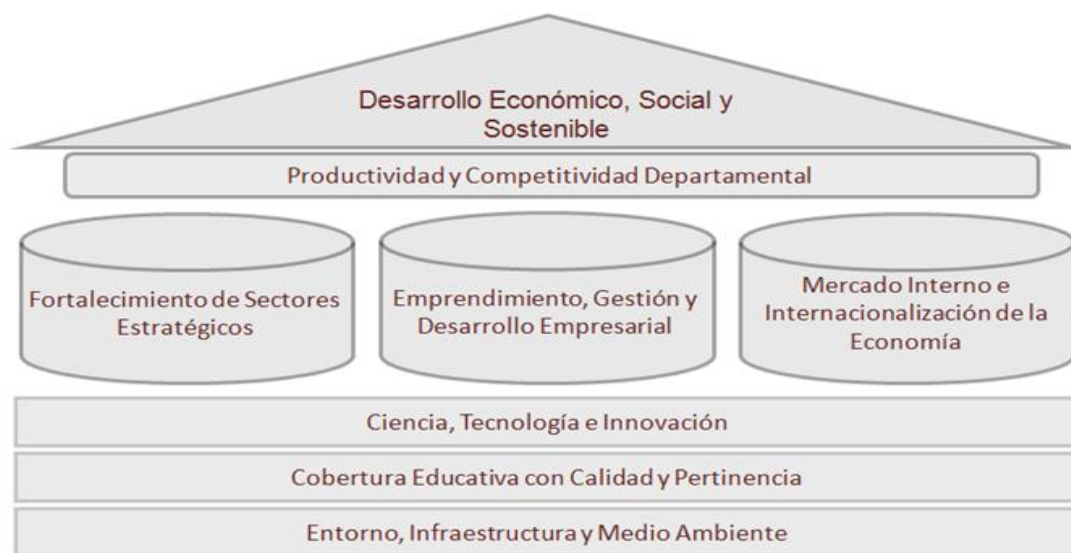 Desarrollo Económico, Social y
Sostenible
Productividad y Competitividad Departamental
Fortalecimiento de Sectores
Estratégicos
Emprendimiento, Gestión y
Desarrollo Empresarial
Mercado Interno e
Internacionalización de la
Economía
Ciencia, Tecnología e Innovación
Cobertura Educativa con Calidad y Pertinencia
Entorno, Infraestructura y Medio Ambiente